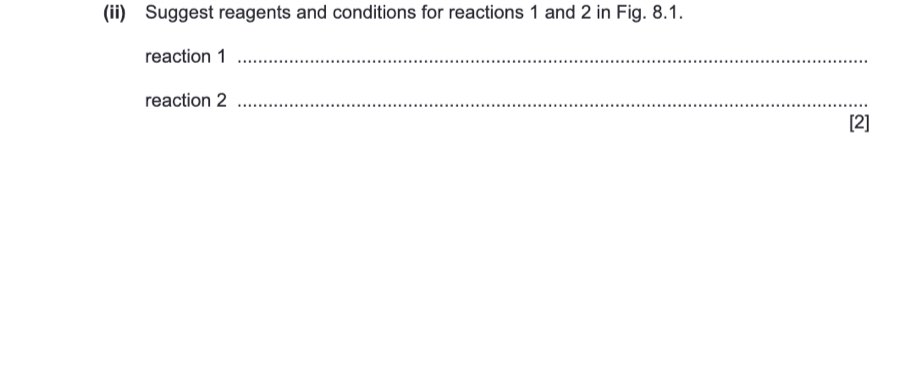 (ii) Suggest reagents and conditions for reactions 1 and 2 in Fig. 8.1.
reaction 1 ................................................................................................................................
reaction 2 ................................................................................................................................
[2]